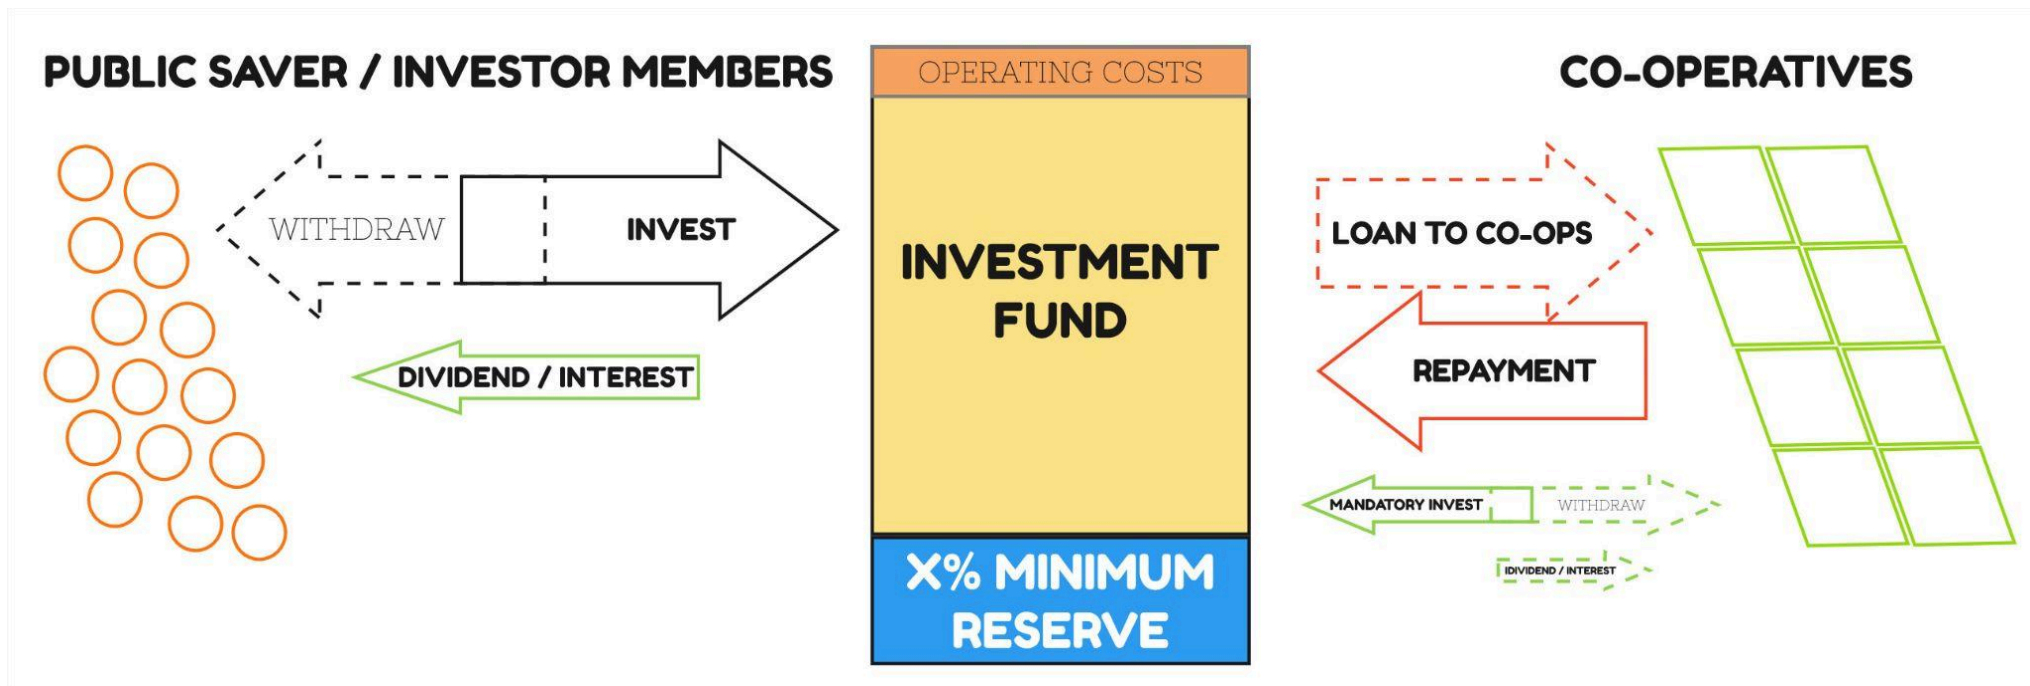 PUBLIC SAVER / INVESTOR MEMBERS
WITHDRAW
INVEST
DIVIDEND / INTEREST
OPERATING COSTS
INVESTMENT
FUND
X% MINIMUM
RESERVE
CO-OPERATIVES
LOAN TO CO-OPS
REPAYMENT
MANDATORY INVEST
WITHDRAW
IDIVIDEND / INTEREST